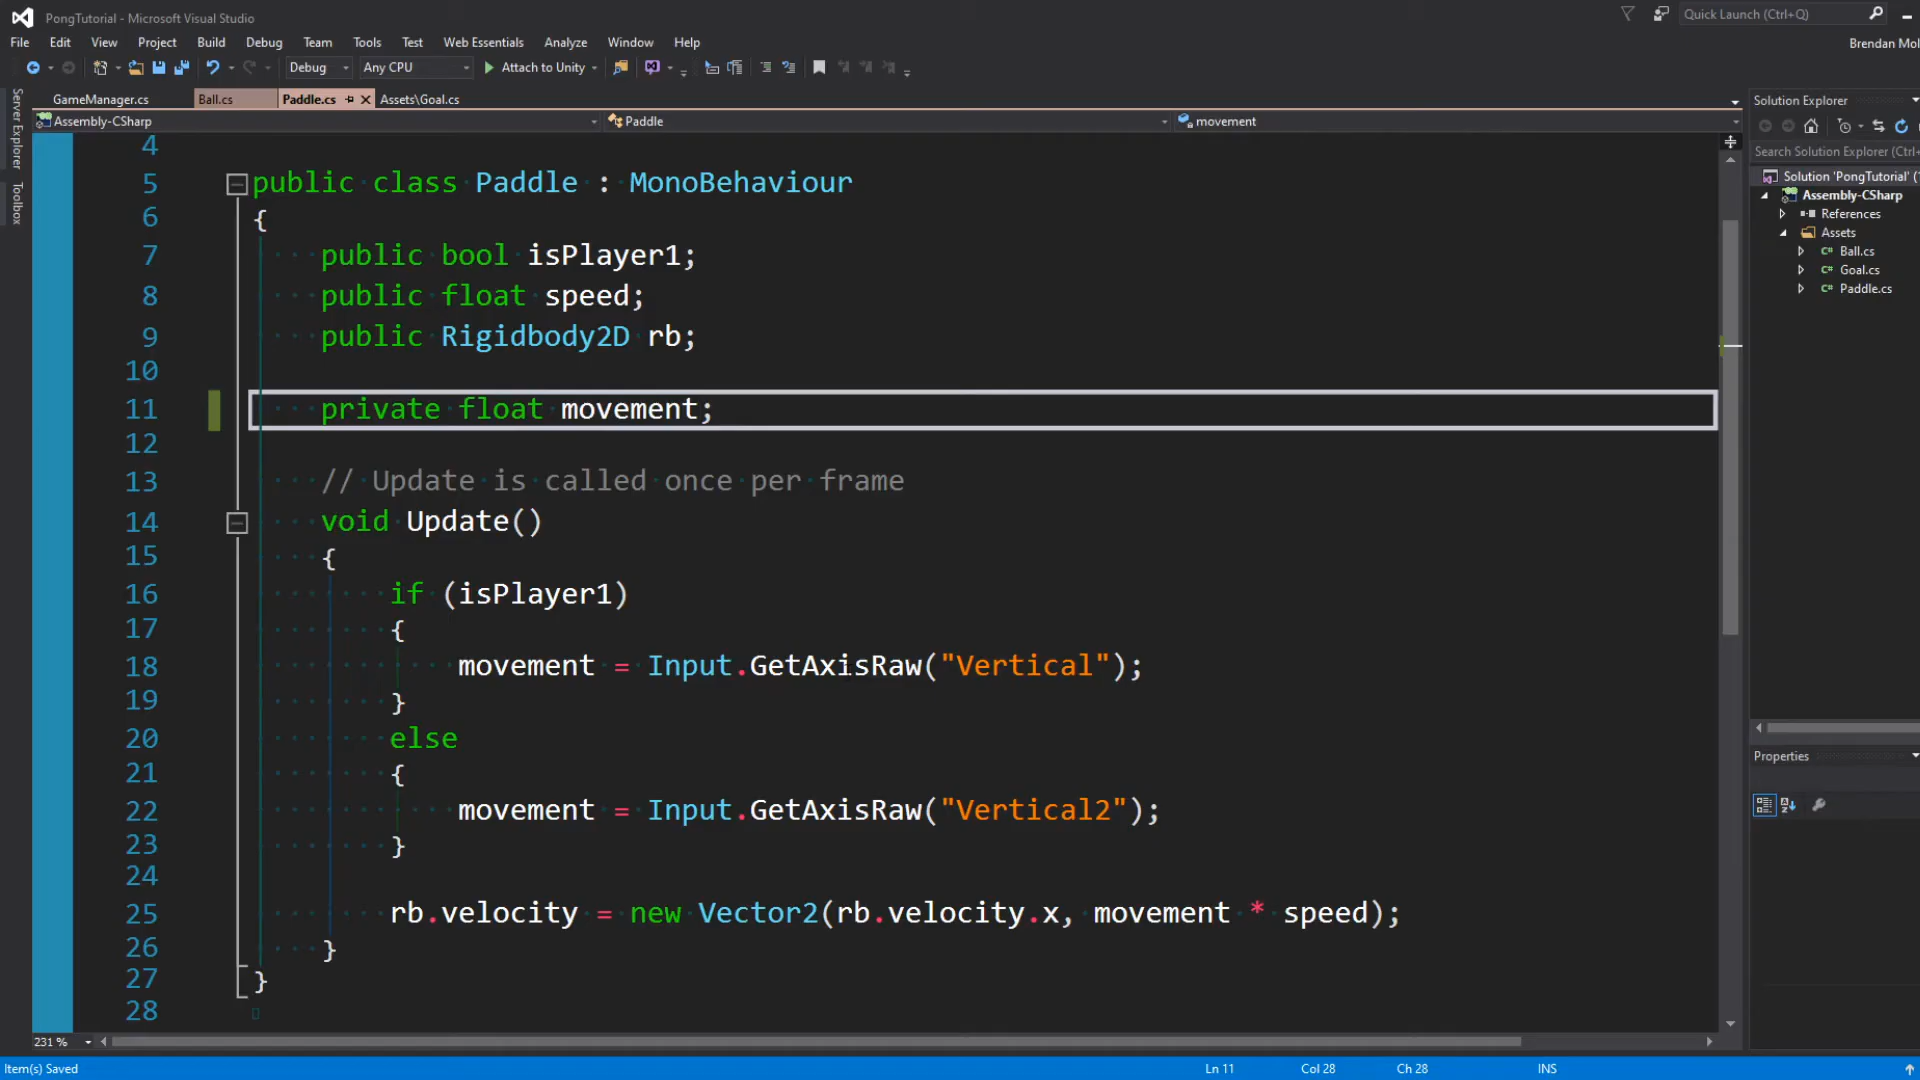 PongTutorial - Microsoft Visual Studio
Quick Launch (Ctrl+Q)
File Edit View Project Build Debug Team Tools Test Web Essentials Analyze Window Help
Brendan Mol
Debug Any CPU Attach to Unity
Server Explorer
Toolbox
GameManager.cs Ball.cs Paddle.cs Assets\Goal.cs
Assembly-CSharp Paddle movement
4
5 public class Paddle : MonoBehaviour
6 {
7 public bool isPlayer1;
8 public float speed;
9 public Rigidbody2D rb;
10
11 private float movement;
12
13 // Update is called once per frame
14 void Update()
15 {
16 if (isPlayer1)
17 {
18 movement = Input.GetAxisRaw("Vertical");
19 }
20 else
21 {
22 movement = Input.GetAxisRaw("Vertical2");
23 }
24
25 rb.velocity = new Vector2(rb.velocity.x, movement * speed);
26 }
27 }
28
231 %
Solution Explorer
Search Solution Explorer (Ctrl+
Solution 'PongTutorial' (
Assembly-CSharp
References
Assets
C# Ball.cs
C# Goal.cs
C# Paddle.cs
Properties
Item(s) Saved Ln 11 Col 28 Ch 28 INS